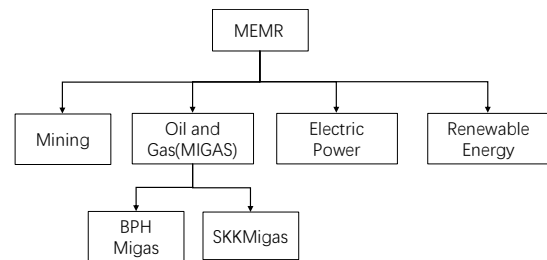 MEMR
Mining
Oil and
Gas(MIGAS)
Electric
Power
Renewable
Energy
BPH
Migas
SKKMigas